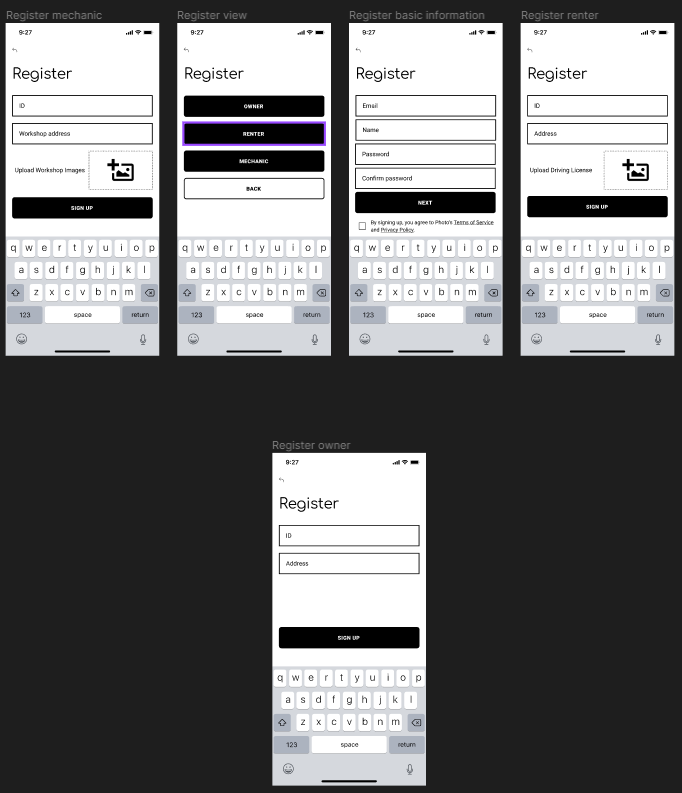 Register mechanic
9:27
Register
ID
Workshop address
Upload Workshop Images
SIGN UP
q w e r t y u i o p
a s d f g h j k l
z x c v b n m
123 space return
Register view
9:27
Register
OWNER
RENTER
MECHANIC
BACK
q w e r t y u i o p
a s d f g h j k l
z x c v b n m
123 space return
Register basic information
9:27
Register
Email
Name
Password
Confirm password
NEXT
By signing up, you agree to Photo's Terms of Service
and Privacy Policy.
q w e r t y u i o p
a s d f g h j k l
z x c v b n m
123 space return
Register renter
9:27
Register
ID
Address
Upload Driving License
SIGN UP
q w e r t y u i o p
a s d f g h j k l
z x c v b n m
123 space return
Register owner
9:27
Register
ID
Address
SIGN UP
q w e r t y u i o p
a s d f g h j k l
z x c v b n m
123 space return